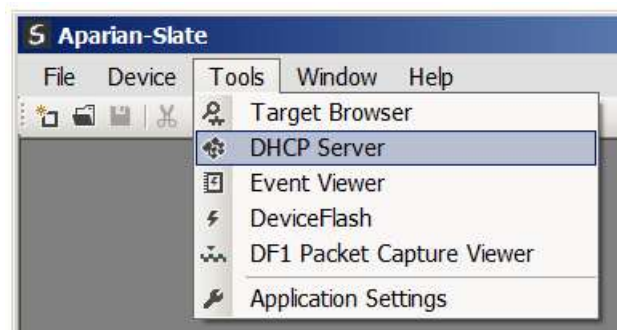 Aparian-Slate
File Device Tools Window Help
Target Browser
DHCP Server
Event Viewer
DeviceFlash
DF1 Packet Capture Viewer
Application Settings